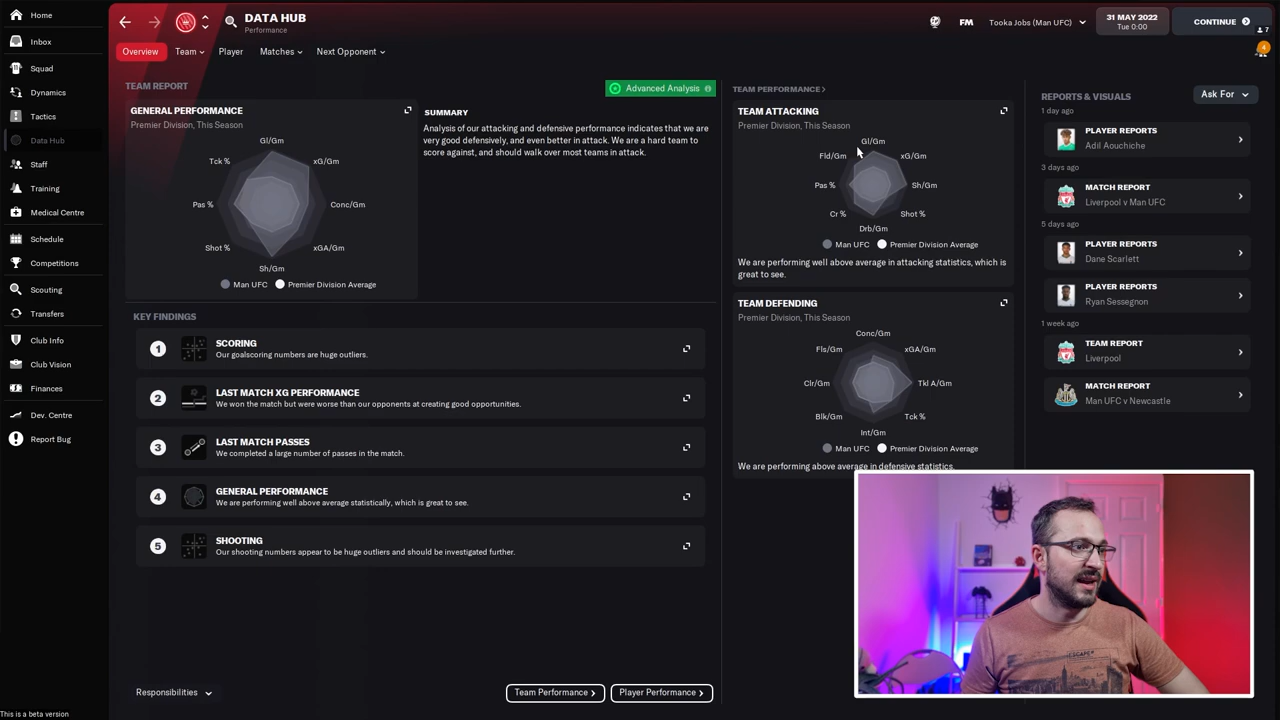 Home
Inbox
Squad
Dynamics
Tactics
Data Hub
Staff
Training
Medical Centre
Schedule
Competitions
Scouting
Transfers
Club Info
Club Vision
Finances
Dev. Centre
Report Bug
This is a beta version
DATA HUB
Performance
FM
Tooka Jobs (Man UFC)
31 MAY 2022
Tue 0:00
CONTINUE
7
4
Overview
Team
Player
Matches
Next Opponent
TEAM REPORT
Advanced Analysis
GENERAL PERFORMANCE
Premier Division, This Season
Gl/Gm
Tck %
xG/Gm
Pas %
Conc/Gm
Shot %
xGA/Gm
Sh/Gm
Man UFC
Premier Division Average
SUMMARY
Analysis of our attacking and defensive performance indicates that we are
very good defensively, and even better in attack. We are a hard team to
score against, and should walk over most teams in attack.
KEY FINDINGS
1
SCORING
Our goalscoring numbers are huge outliers.
2
LAST MATCH XG PERFORMANCE
We won the match but were worse than our opponents at creating good opportunities.
3
LAST MATCH PASSES
We completed a large number of passes in the match.
4
GENERAL PERFORMANCE
We are performing well above average statistically, which is great to see.
5
SHOOTING
Our shooting numbers appear to be huge outliers and should be investigated further.
Responsibilities
Team Performance
Player Performance
TEAM PERFORMANCE
TEAM ATTACKING
Premier Division, This Season
Gl/Gm
Fld/Gm
xG/Gm
Pas %
Sh/Gm
Cr %
Shot %
Drb/Gm
Man UFC
Premier Division Average
We are performing well above average in attacking statistics, which is
great to see.
TEAM DEFENDING
Premier Division, This Season
Conc/Gm
Fls/Gm
xGA/Gm
Clr/Gm
Tkl A/Gm
Blk/Gm
Tck %
Int/Gm
Man UFC
Premier Division Average
We are performing above average in defensive statistics.
REPORTS & VISUALS
Ask For
1 day ago
PLAYER REPORTS
Adil Aouchiche
3 days ago
MATCH REPORT
Liverpool v Man UFC
5 days ago
PLAYER REPORTS
Dane Scarlett
PLAYER REPORTS
Ryan Sessegnon
1 week ago
TEAM REPORT
Liverpool
MATCH REPORT
Man UFC v Newcastle